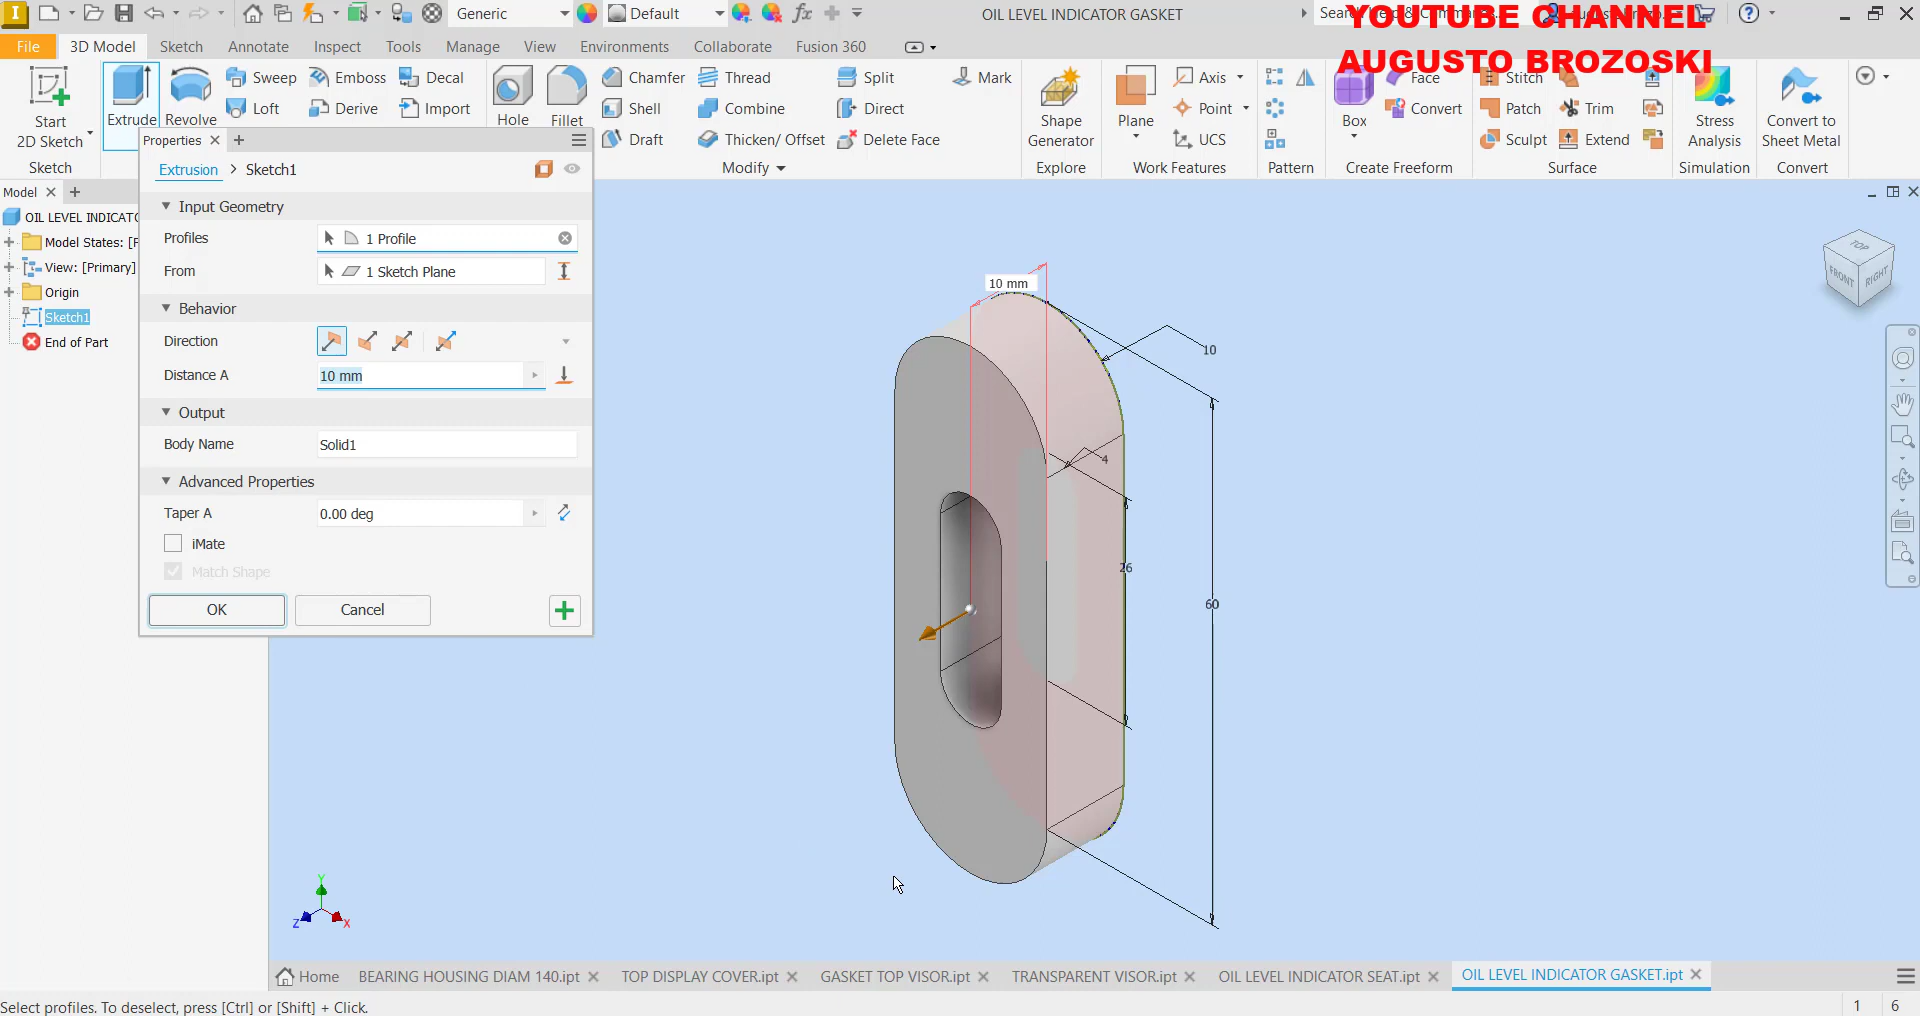 Generic
Default
OIL LEVEL INDICATOR GASKET
YOUTUBE CHANNEL
AUGUSTO BROZOSKI
File
3D Model
Sketch
Annotate
Inspect
Tools
Manage
View
Environments
Collaborate
Fusion 360
Start
2D Sketch
Extrude
Revolve
Sweep
Loft
Emboss
Derive
Decal
Import
Hole
Fillet
Chamfer
Shell
Draft
Thread
Combine
Thicken/ Offset
Split
Direct
Delete Face
Mark
Shape
Generator
Plane
Axis
Point
UCS
Box
Face
Convert
Stitch
Patch
Sculpt
Trim
Extend
Stress
Analysis
Convert to
Sheet Metal
Sketch
Modify
Explore
Work Features
Pattern
Create Freeform
Surface
Simulation
Convert
Model
OIL LEVEL INDICATO
Model States: [P
View: [Primary]
Origin
Sketch1
End of Part
Properties
Extrusion > Sketch1
Input Geometry
Profiles
1 Profile
From
1 Sketch Plane
Behavior
Direction
Distance A
10 mm
Output
Body Name
Solid1
Advanced Properties
Taper A
0.00 deg
iMate
Match Shape
OK
Cancel
10 mm
10
4
26
60
TOP
FRONT
RIGHT
Y
Z
X
Home
BEARING HOUSING DIAM 140.ipt
TOP DISPLAY COVER.ipt
GASKET TOP VISOR.ipt
TRANSPARENT VISOR.ipt
OIL LEVEL INDICATOR SEAT.ipt
OIL LEVEL INDICATOR GASKET.ipt
Select profiles. To deselect, press [Ctrl] or [Shift] + Click.
1
6